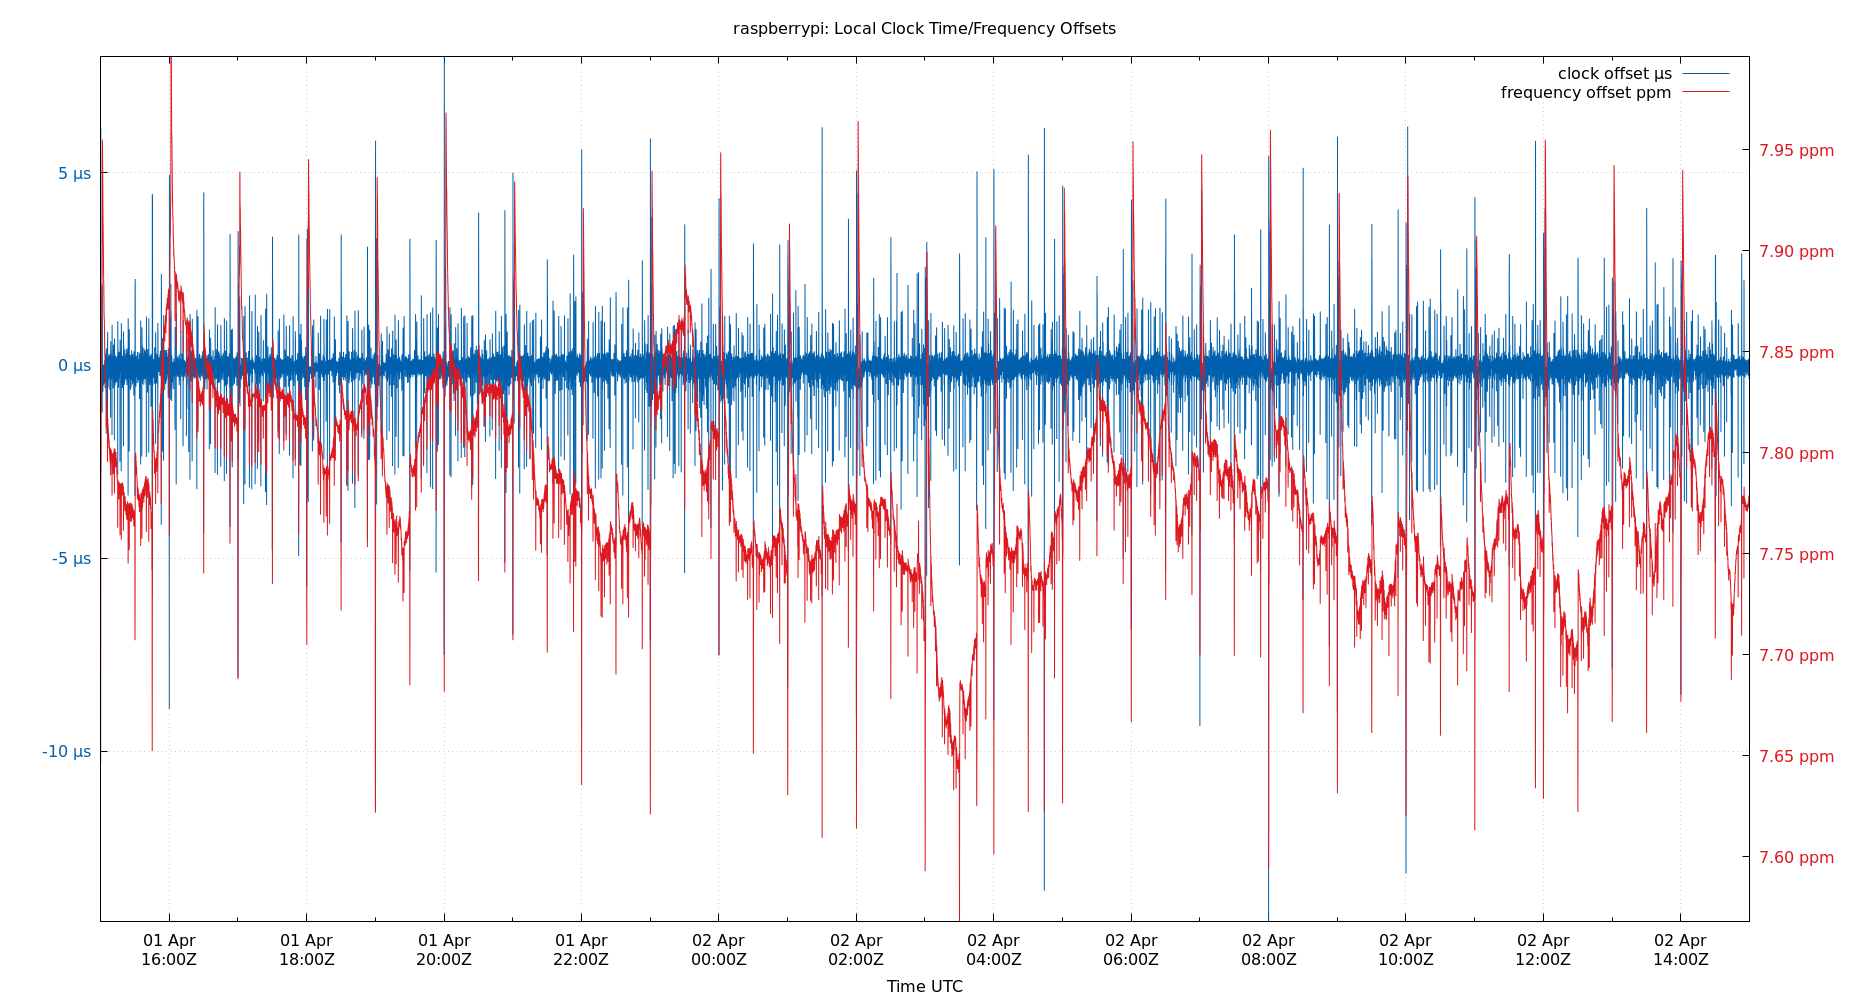 raspberrypi: Local Clock Time/Frequency Offsets
clock offset µs
frequency offset ppm
5 µs
0 µs
-5 µs
-10 µs
7.95 ppm
7.90 ppm
7.85 ppm
7.80 ppm
7.75 ppm
7.70 ppm
7.65 ppm
7.60 ppm
01 Apr 01 Apr 01 Apr 01 Apr 02 Apr 02 Apr 02 Apr 02 Apr 02 Apr 02 Apr 02 Apr 02 Apr
16:00Z 18:00Z 20:00Z 22:00Z 00:00Z 02:00Z 04:00Z 06:00Z 08:00Z 10:00Z 12:00Z 14:00Z
Time UTC